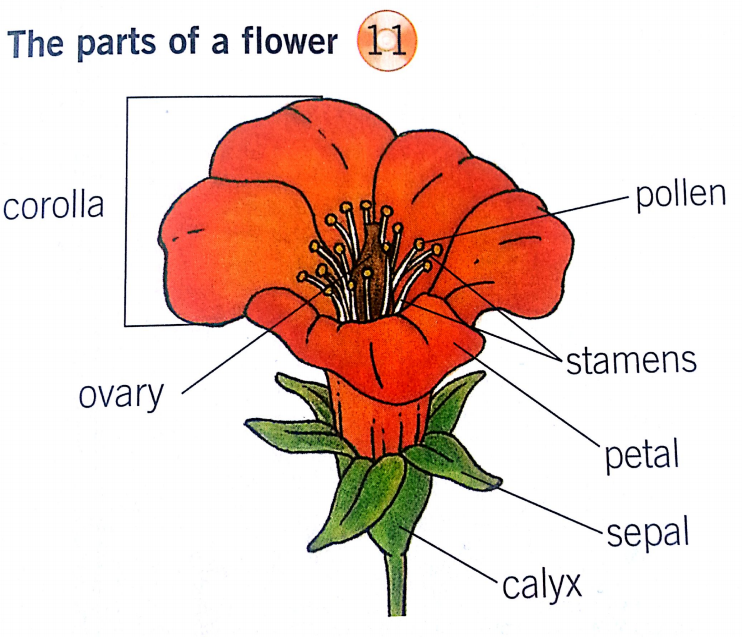 The parts of a flower 11
corolla
pollen
ovary
stamens
petal
sepal
calyx